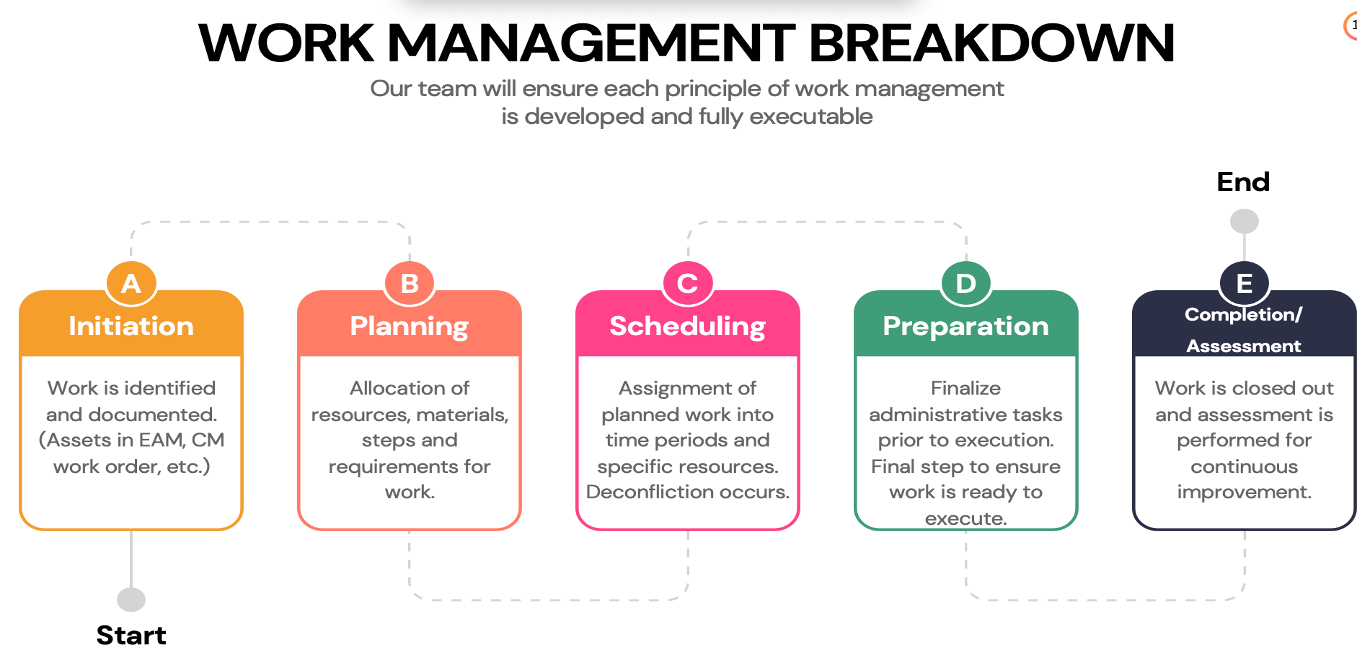 WORK MANAGEMENT BREAKDOWN
Our team will ensure each principle of work management
is developed and fully executable
End
A
Initiation
Work is identified
and documented.
(Assets in EAM, CM
work order, etc.)
B
Planning
Allocation of
resources, materials,
steps and
requirements for
work.
C
Scheduling
Assignment of
planned work into
time periods and
specific resources.
Deconfliction occurs.
D
Preparation
Finalize
administrative tasks
prior to execution.
Final step to ensure
work is ready to
execute.
E
Completion/
Assessment
Work is closed out
and assessment is
performed for
continuous
improvement.
Start